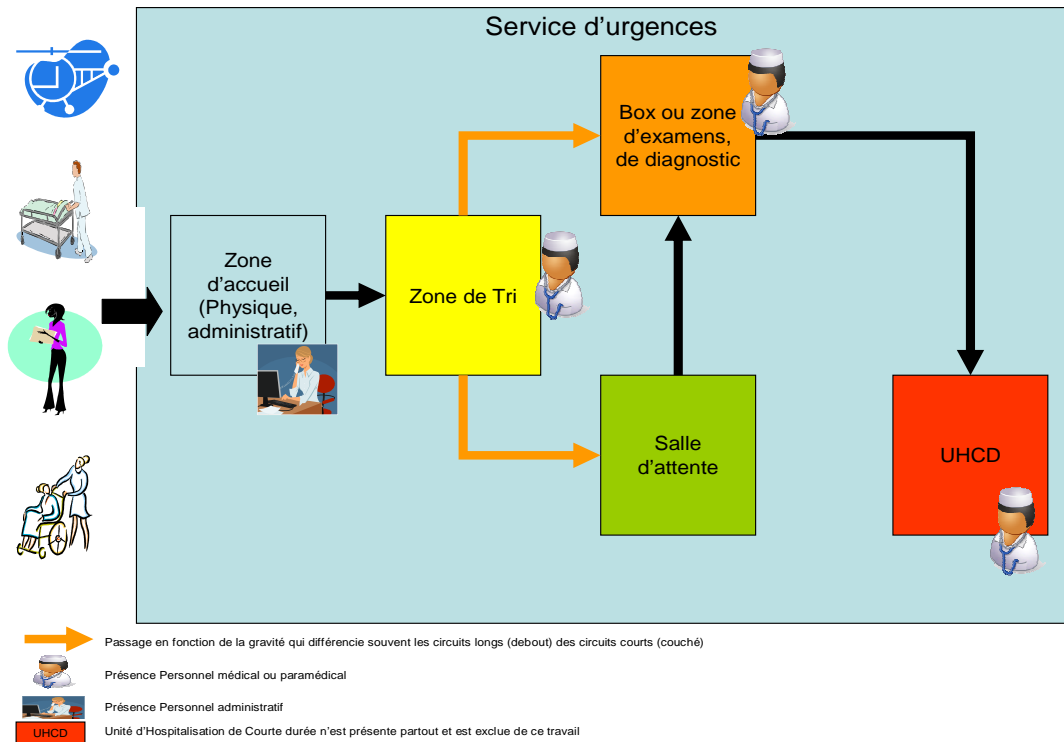 Service d'urgences
Box ou zone
d'examens,
de diagnostic
Zone
d'accueil
(Physique,
administratif)
Zone de Tri
Salle
d'attente
UHCD
Passage en fonction de la gravité qui différencie souvent les circuits longs (debout) des circuits courts (couché)
Présence Personnel médical ou paramédical
Présence Personnel administratif
UHCD
Unité d'Hospitalisation de Courte durée n'est présente partout et est exclue de ce travail